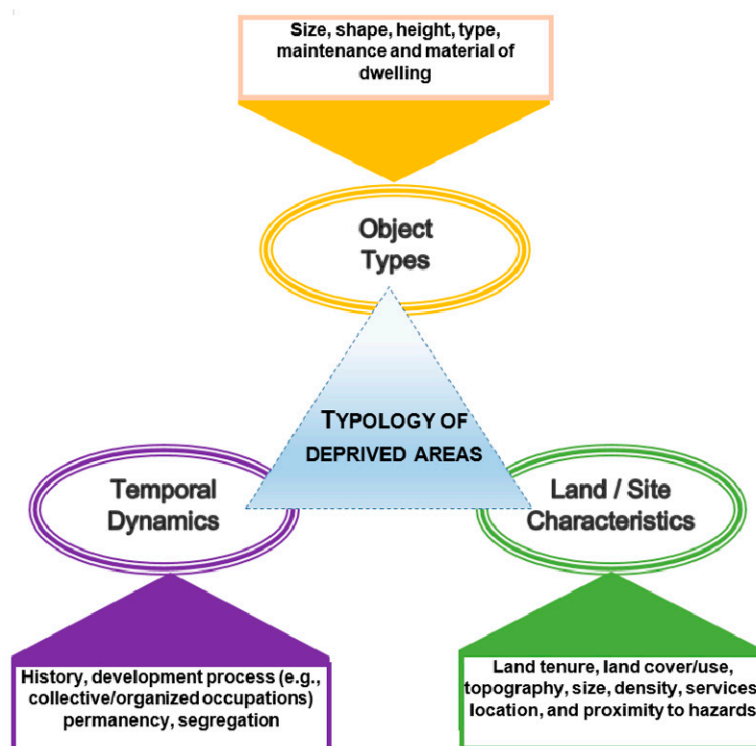 Size, shape, height, type,
maintenance and material of
dwelling
Object
Types
TYPOLOGY OF
DEPRIVED AREAS
Temporal
Dynamics
Land / Site
Characteristics
History, development process (e.g.,
collective/organized occupations)
permanency, segregation
Land tenure, land cover/use,
topography, size, density, services
location, and proximity to hazards